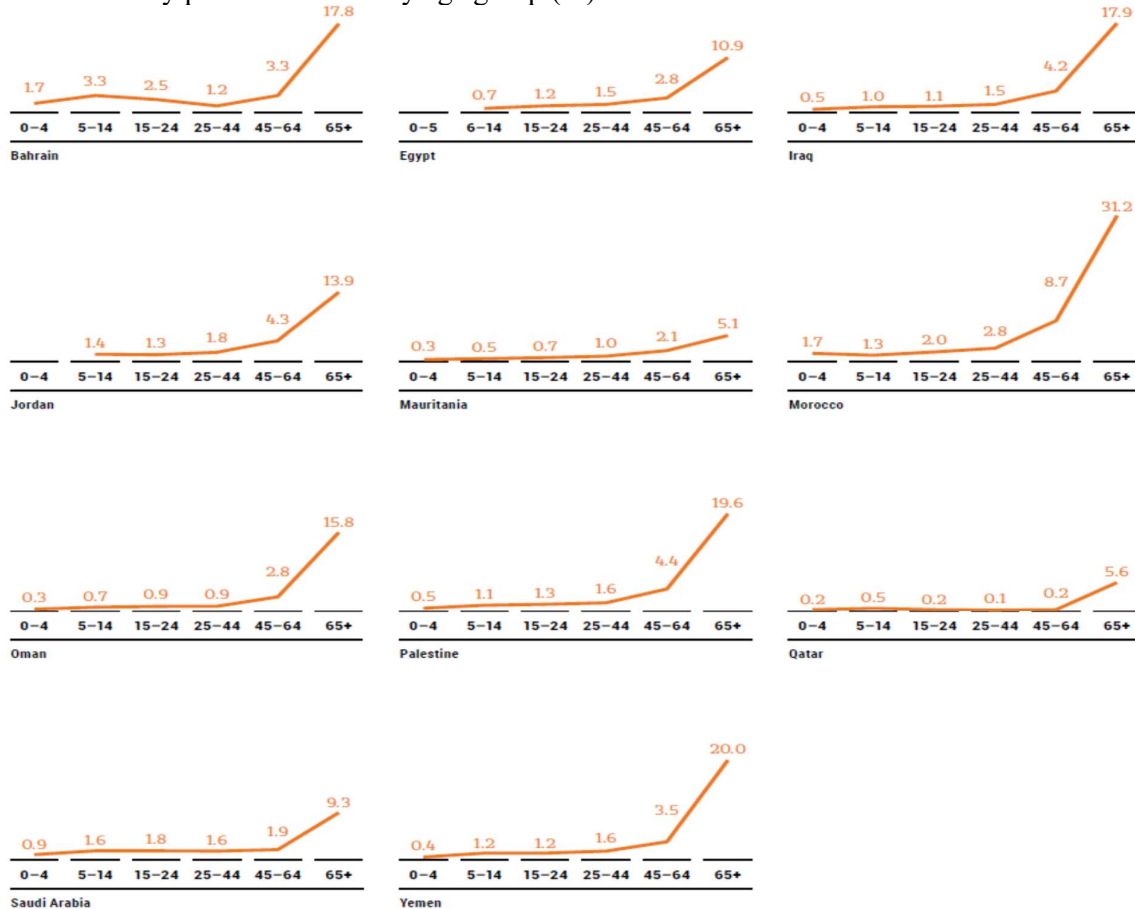 1.7 3.3 2.5 1.2 3.3 17.8
0–4 5–14 15–24 25–44 45–64 65+
Bahrain
0.7 1.2 1.5 2.8 10.9
0–5 6–14 15–24 25–44 45–64 65+
Egypt
0.5 1.0 1.1 1.5 4.2 17.9
0–4 5–14 15–24 25–44 45–64 65+
Iraq
1.4 1.3 1.8 4.3 13.9
0–4 5–14 15–24 25–44 45–64 65+
Jordan
0.3 0.5 0.7 1.0 2.1 5.1
0–4 5–14 15–24 25–44 45–64 65+
Mauritania
1.7 1.3 2.0 2.8 8.7 31.2
0–4 5–14 15–24 25–44 45–64 65+
Morocco
0.3 0.7 0.9 0.9 2.8 15.8
0–4 5–14 15–24 25–44 45–64 65+
Oman
0.5 1.1 1.3 1.6 4.4 19.6
0–4 5–14 15–24 25–44 45–64 65+
Palestine
0.2 0.5 0.2 0.1 0.2 5.6
0–4 5–14 15–24 25–44 45–64 65+
Qatar
0.9 1.6 1.8 1.6 1.9 9.3
0–4 5–14 15–24 25–44 45–64 65+
Saudi Arabia
0.4 1.2 1.2 1.6 3.5 20.0
0–4 5–14 15–24 25–44 45–64 65+
Yemen